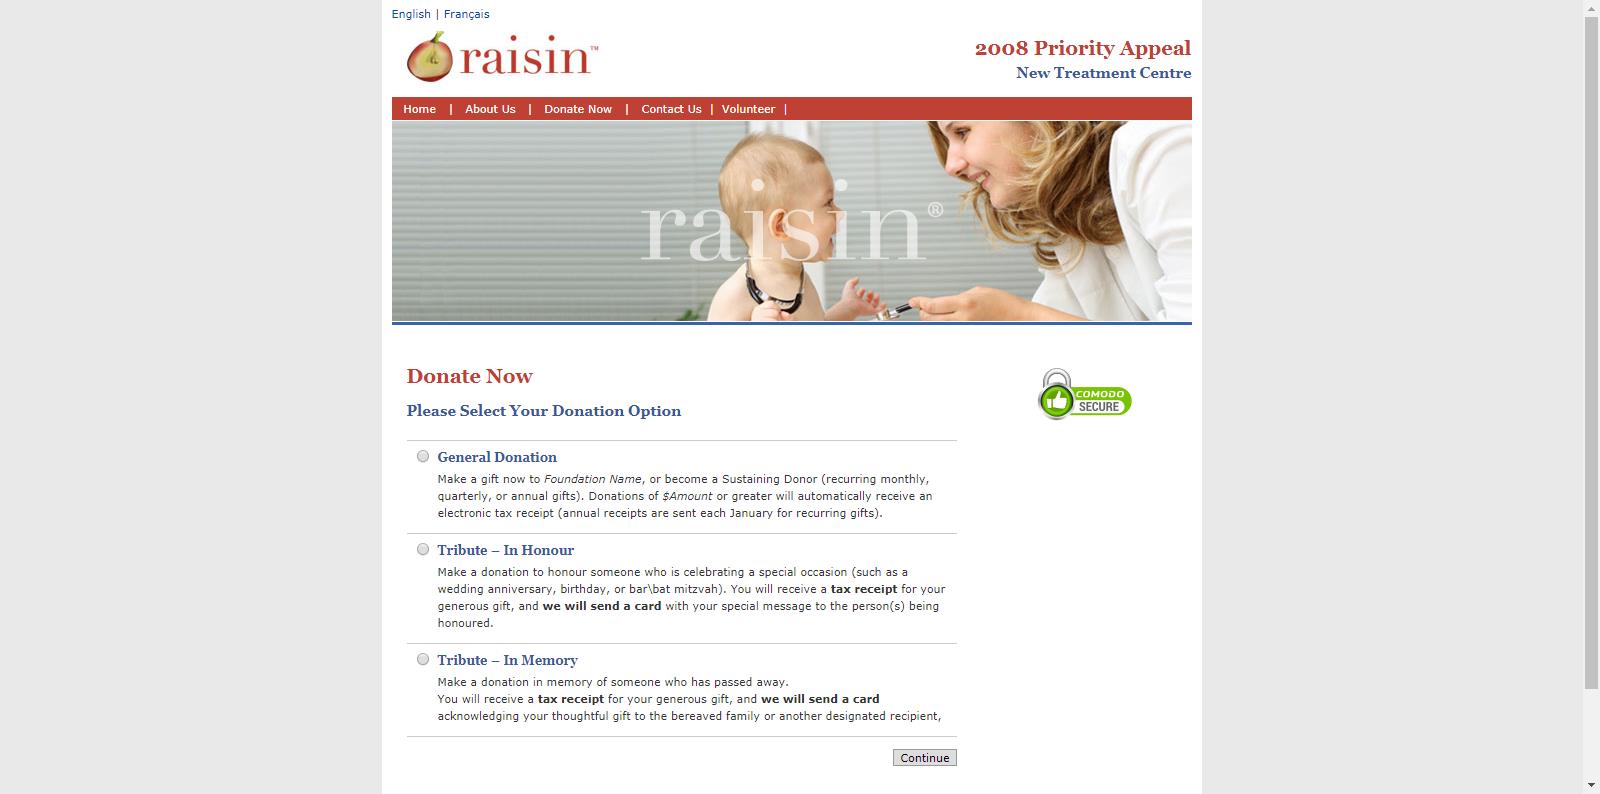 English | Français
raisin™
2008 Priority Appeal
New Treatment Centre
Home | About Us | Donate Now | Contact Us | Volunteer |
raisin®
Donate Now
Please Select Your Donation Option
COMODO
SECURE
General Donation
Make a gift now to Foundation Name, or become a Sustaining Donor (recurring monthly,
quarterly, or annual gifts). Donations of $Amount or greater will automatically receive an
electronic tax receipt (annual receipts are sent each January for recurring gifts).
Tribute – In Honour
Make a donation to honour someone who is celebrating a special occasion (such as a
wedding anniversary, birthday, or bar\bat mitzvah). You will receive a tax receipt for your
generous gift, and we will send a card with your special message to the person(s) being
honoured.
Tribute – In Memory
Make a donation in memory of someone who has passed away.
You will receive a tax receipt for your generous gift, and we will send a card
acknowledging your thoughtful gift to the bereaved family or another designated recipient,
Continue